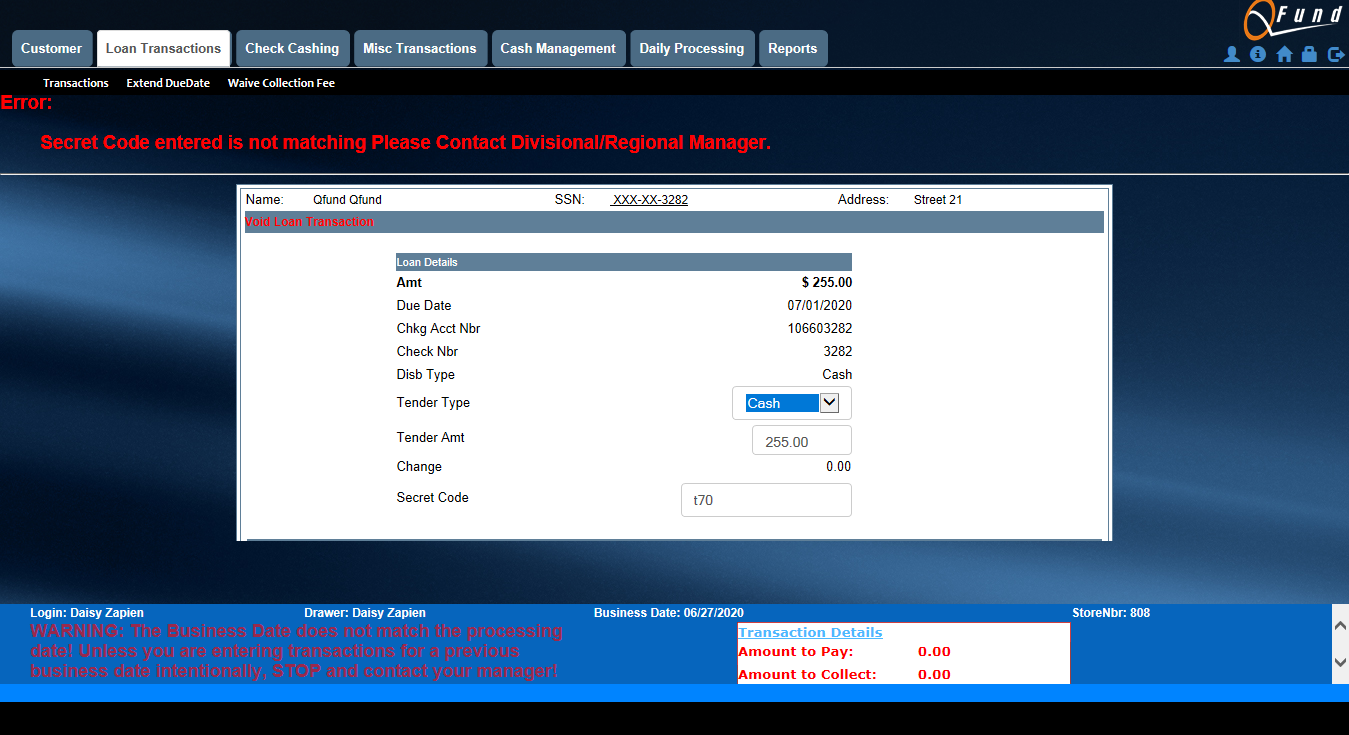 QFund
Customer Loan Transactions Check Cashing Misc Transactions Cash Management Daily Processing Reports
Transactions Extend DueDate Waive Collection Fee
Error:
Secret Code entered is not matching Please Contact Divisional/Regional Manager.
Name: Qfund Qfund SSN: XXX-XX-3282 Address: Street 21
Void Loan Transaction
Loan Details
Amt $ 255.00
Due Date 07/01/2020
Chkg Acct Nbr 106603282
Check Nbr 3282
Disb Type Cash
Tender Type Cash
Tender Amt 255.00
Change 0.00
Secret Code t70
Login: Daisy Zapien Drawer: Daisy Zapien Business Date: 06/27/2020 StoreNbr: 808
WARNING: The Business Date does not match the processing
date! Unless you are entering transactions for a previous
business date intentionally, STOP and contact your manager!
Transaction Details
Amount to Pay: 0.00
Amount to Collect: 0.00